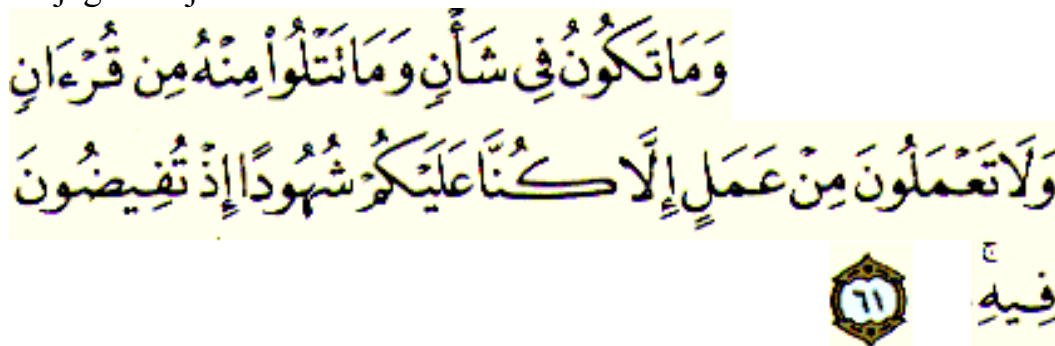 وَمَا تَكُونُ فِى شَأْنٍ وَمَا تَتْلُوا۟ مِنْهُ مِن قُرْءَانٍ
وَلَا تَعْمَلُونَ مِنْ عَمَلٍ إِلَّا كُنَّا عَلَيْكُمْ شُهُودًا إِذْ تُفِيضُونَ
فِيهِ ۚ ٦١